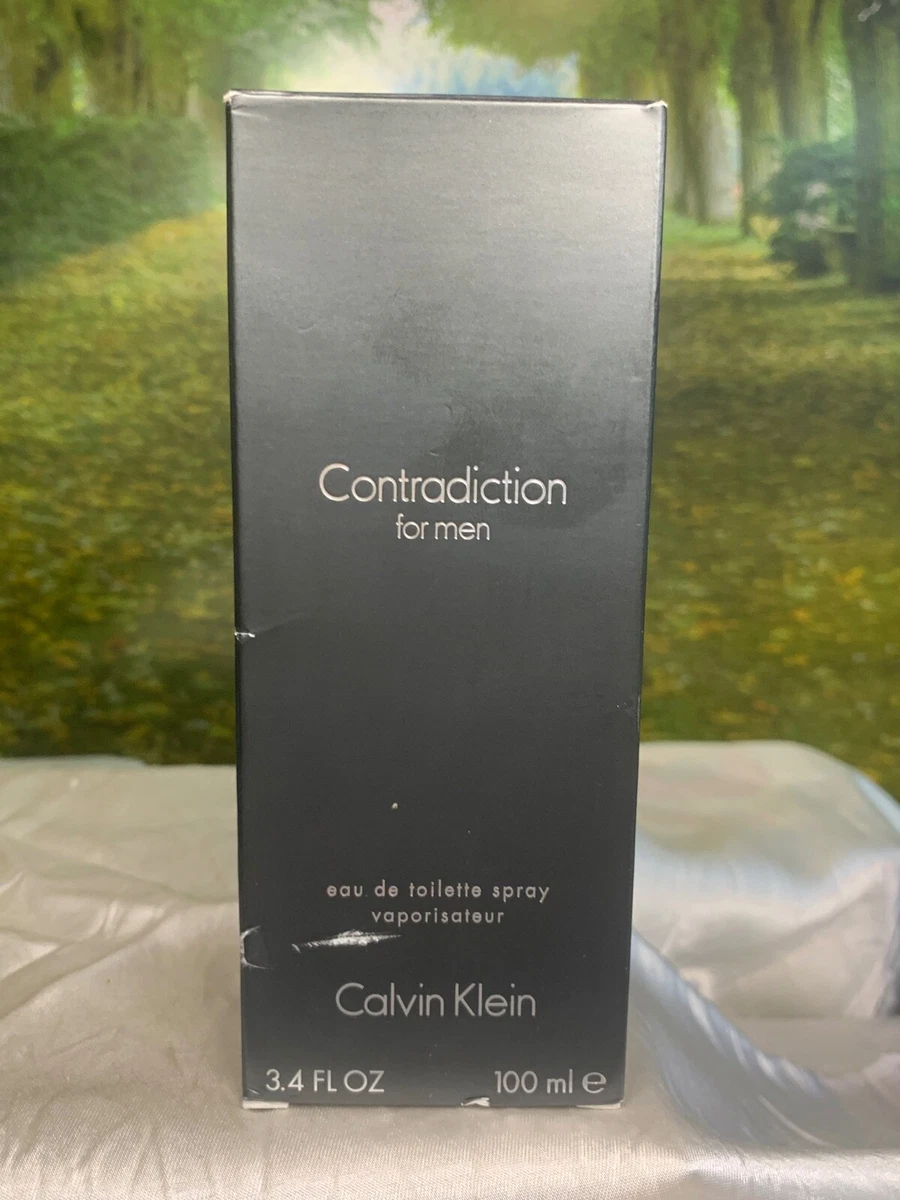 Contradiction
for men
eau de toilette spray
vaporisateur
Calvin Klein
3.4 FL OZ 100 ml ℮